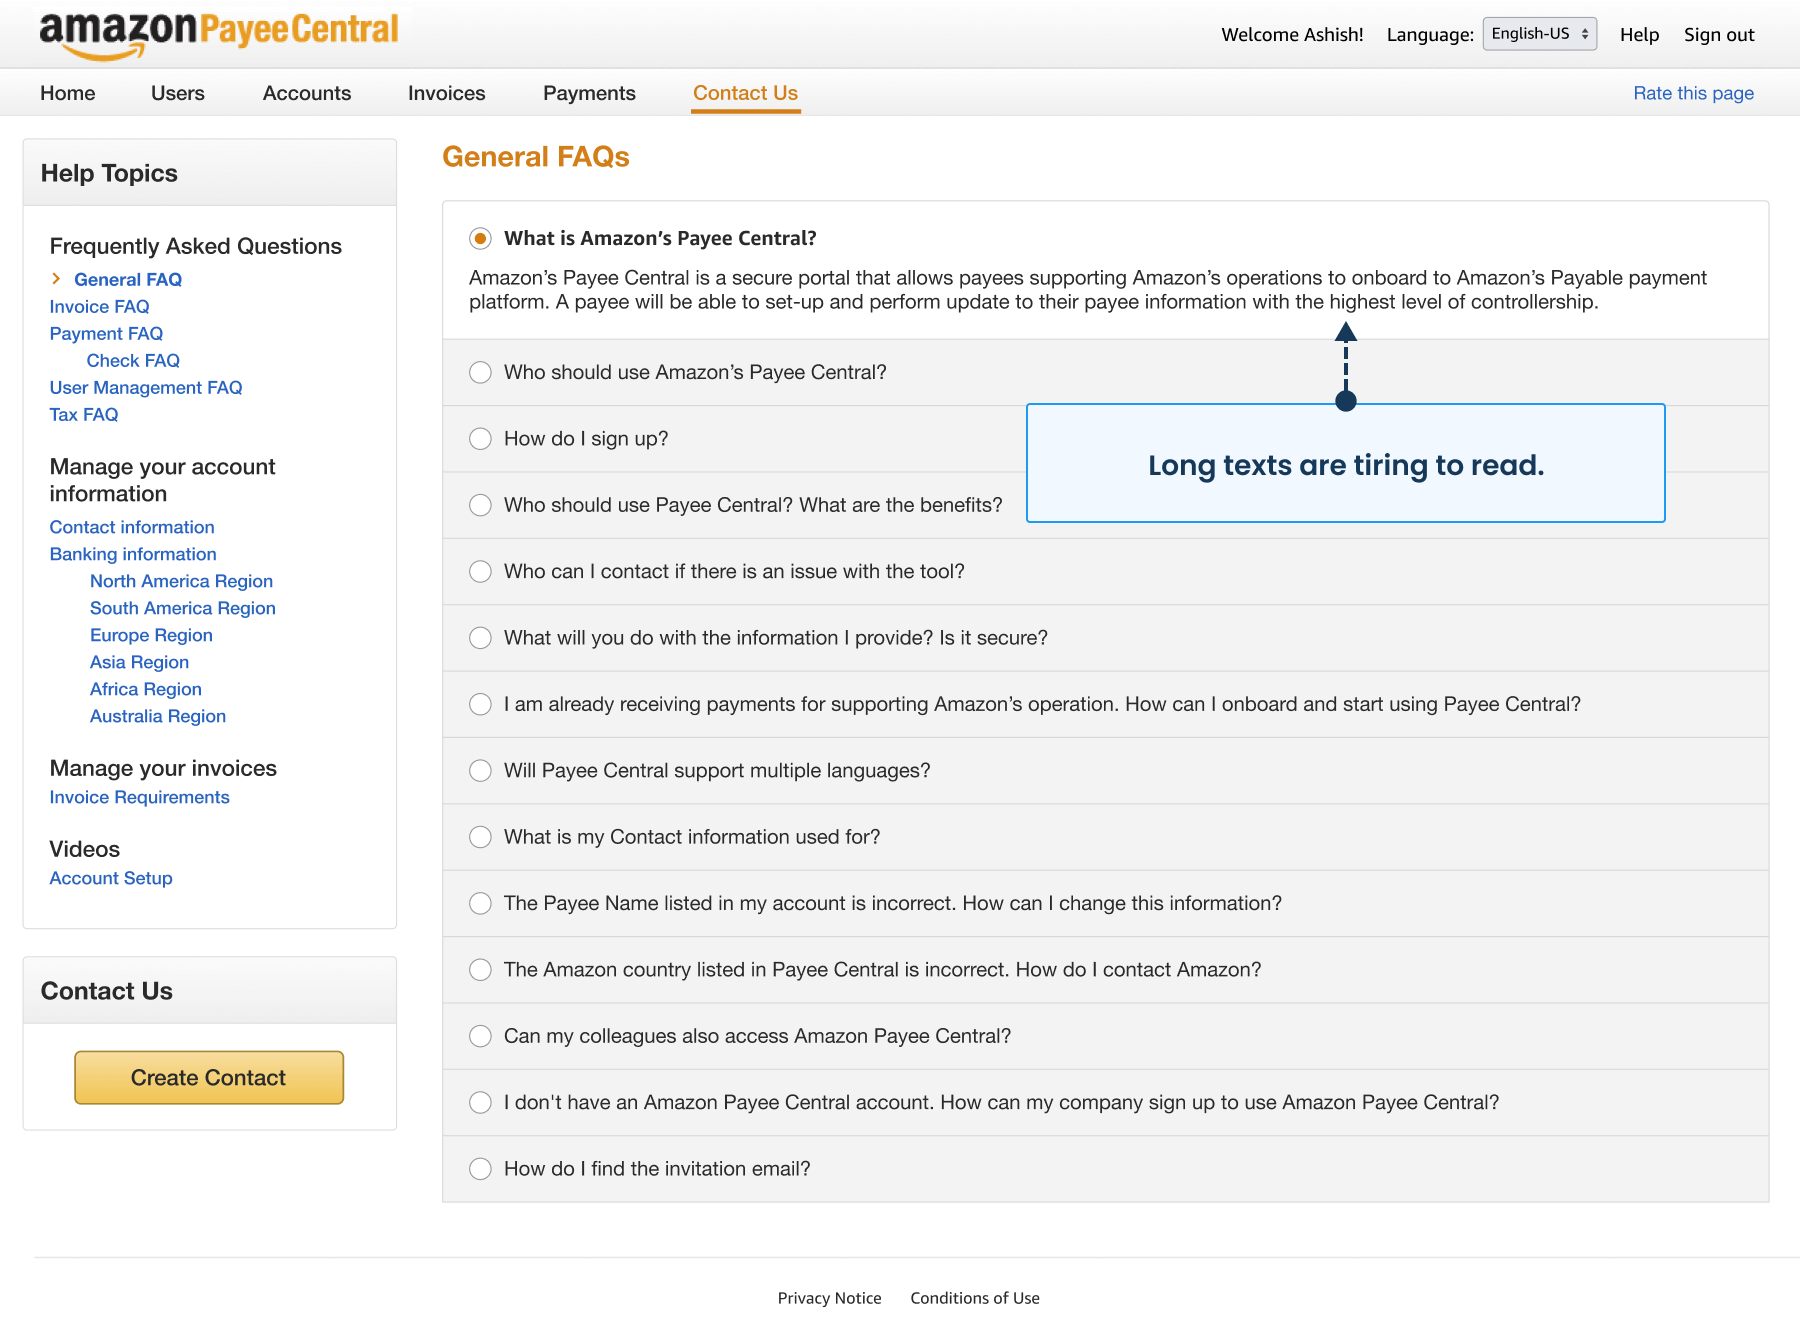 amazonPayeeCentral
Welcome Ashish! Language: English-US Help Sign out
Home Users Accounts Invoices Payments Contact Us Rate this page
Help Topics
Frequently Asked Questions
General FAQ
Invoice FAQ
Payment FAQ
Check FAQ
User Management FAQ
Tax FAQ
Manage your account
information
Contact information
Banking information
North America Region
South America Region
Europe Region
Asia Region
Africa Region
Australia Region
Manage your invoices
Invoice Requirements
Videos
Account Setup
Contact Us
Create Contact
General FAQs
What is Amazon’s Payee Central?
Amazon’s Payee Central is a secure portal that allows payees supporting Amazon’s operations to onboard to Amazon’s Payable payment
platform. A payee will be able to set-up and perform update to their payee information with the highest level of controllership.
Who should use Amazon’s Payee Central?
How do I sign up?
Long texts are tiring to read.
Who should use Payee Central? What are the benefits?
Who can I contact if there is an issue with the tool?
What will you do with the information I provide? Is it secure?
I am already receiving payments for supporting Amazon’s operation. How can I onboard and start using Payee Central?
Will Payee Central support multiple languages?
What is my Contact information used for?
The Payee Name listed in my account is incorrect. How can I change this information?
The Amazon country listed in Payee Central is incorrect. How do I contact Amazon?
Can my colleagues also access Amazon Payee Central?
I don't have an Amazon Payee Central account. How can my company sign up to use Amazon Payee Central?
How do I find the invitation email?
Privacy Notice Conditions of Use